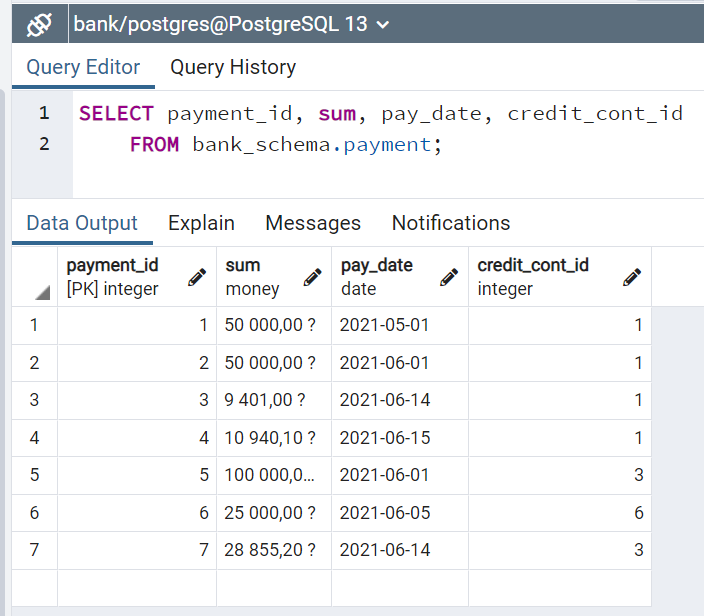 bank/postgres@PostgreSQL 13
Query Editor Query History
1 SELECT payment_id, sum, pay_date, credit_cont_id
2 FROM bank_schema.payment;
Data Output Explain Messages Notifications
payment_id sum pay_date credit_cont_id
[PK] integer money date integer
1 1 50 000,00 ? 2021-05-01 1
2 2 50 000,00 ? 2021-06-01 1
3 3 9 401,00 ? 2021-06-14 1
4 4 10 940,10 ? 2021-06-15 1
5 5 100 000,0... 2021-06-01 3
6 6 25 000,00 ? 2021-06-05 6
7 7 28 855,20 ? 2021-06-14 3